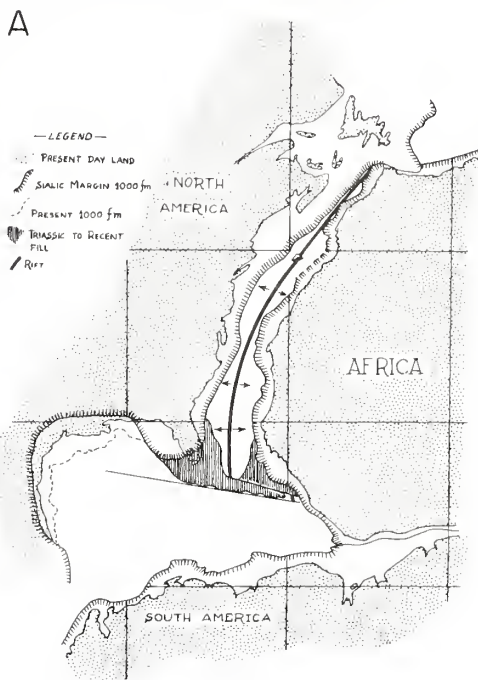 A
— LEGEND —
PRESENT DAY LAND
SIALIC MARGIN 1000 fm
PRESENT 1000 fm
TRIASSIC TO RECENT
FILL
RIFT
NORTH
AMERICA
AFRICA
SOUTH AMERICA